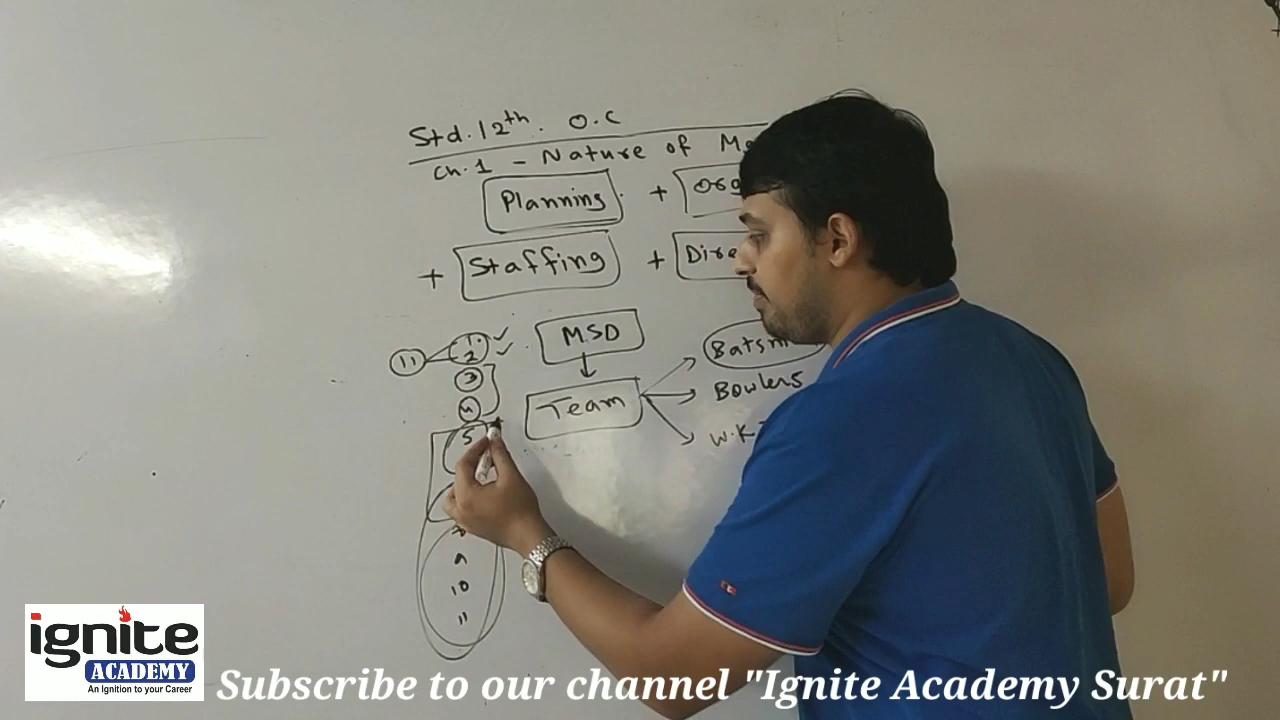 Std. 12th. O.C
Ch. 1 - Nature of
Planning + Org
+ Staffing + Dire
11 1. MSD
2
3
4
Team
Batsm
Bowlers
W.K
5
9
10
11
ignite
ACADEMY
An Ignition to your Career
Subscribe to our channel "Ignite Academy Surat"